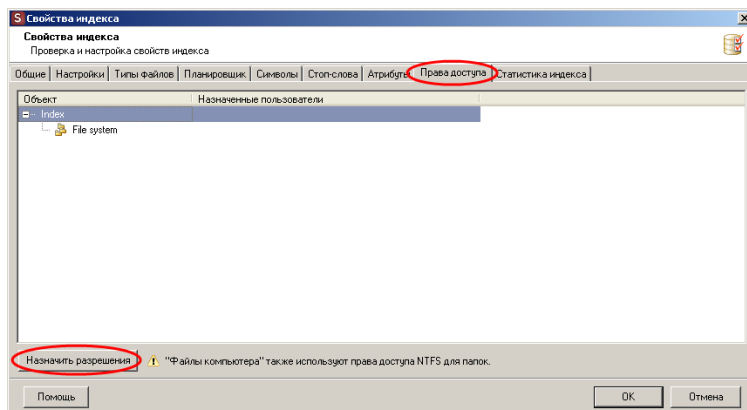 S Свойства индекса
Свойства индекса
Проверка и настройка свойств индекса
Общие Настройки Типы файлов Планировщик Символы Стоп-слова Атрибуты Права доступа Статистика индекса
Объект Назначенные пользователи
Index
File system
Назначить разрешения "Файлы компьютера" также используют права доступа NTFS для папок.
Помощь OK Отмена